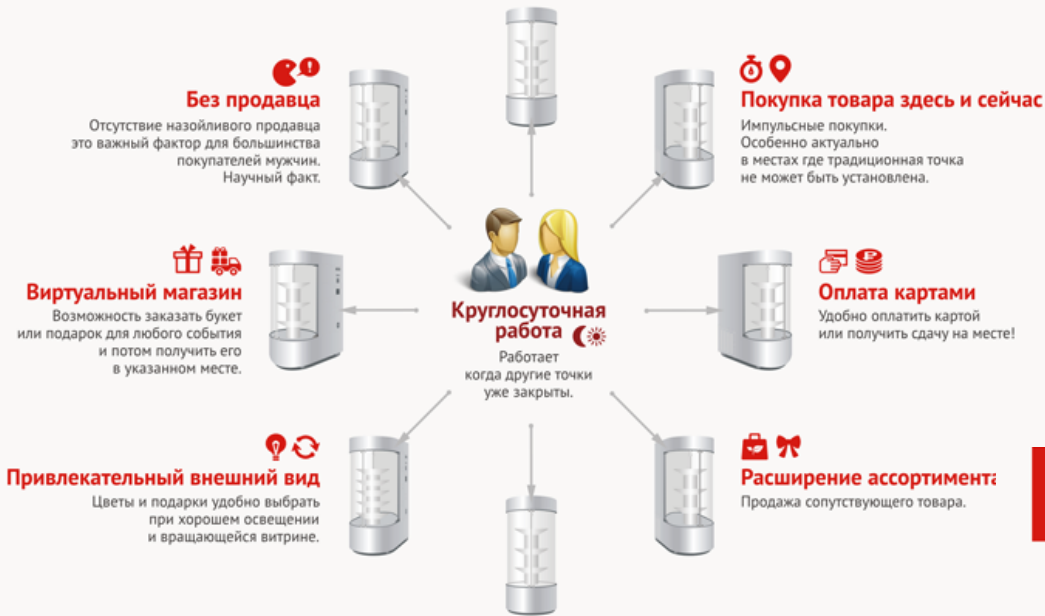 Без продавца
Отсутствие назойливого продавца
это важный фактор для большинства
покупателей мужчин.
Научный факт.
Покупка товара здесь и сейчас
Импульсные покупки.
Особенно актуально
в местах где традиционная точка
не может быть установлена.
Виртуальный магазин
Возможность заказать букет
или подарок для любого события
и потом получить его
в указанном месте.
Круглосуточная
работа
Работает
когда другие точки
уже закрыты.
Оплата картами
Удобно оплатить картой
или получить сдачу на месте!
Привлекательный внешний вид
Цветы и подарки удобно выбрать
при хорошем освещении
и вращающейся витрине.
Расширение ассортимента
Продажа сопутствующего товара.